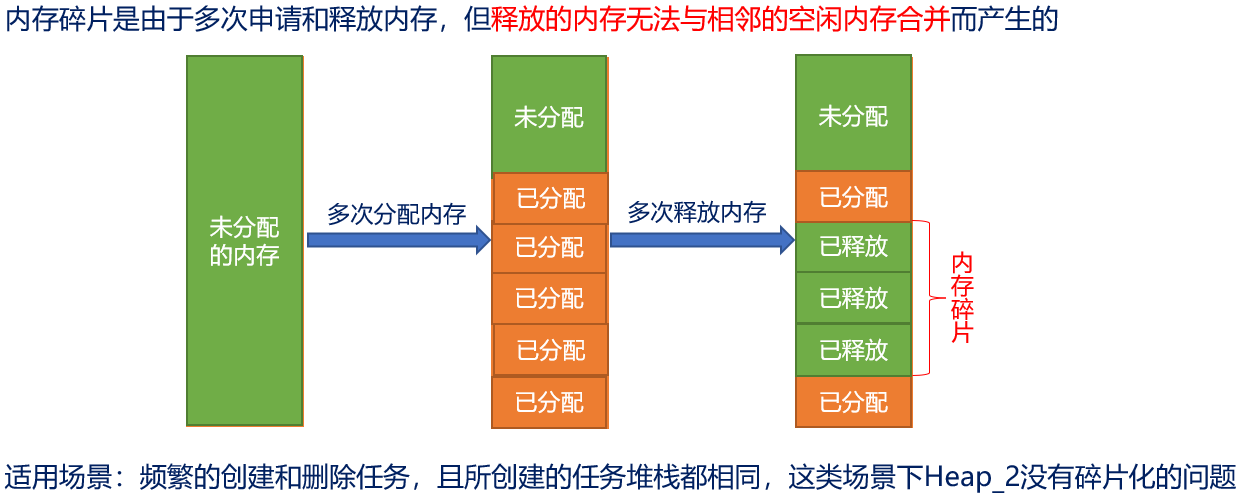 内存碎片是由于多次申请和释放内存，但释放的内存无法与相邻的空闲内存合并而产生的
未分配
的内存
多次分配内存
未分配
已分配
已分配
已分配
已分配
已分配
多次释放内存
未分配
已分配
已释放
已释放
已释放
已分配
内存碎片
适用场景：频繁的创建和删除任务，且所创建的任务堆栈都相同，这类场景下Heap_2没有碎片化的问题